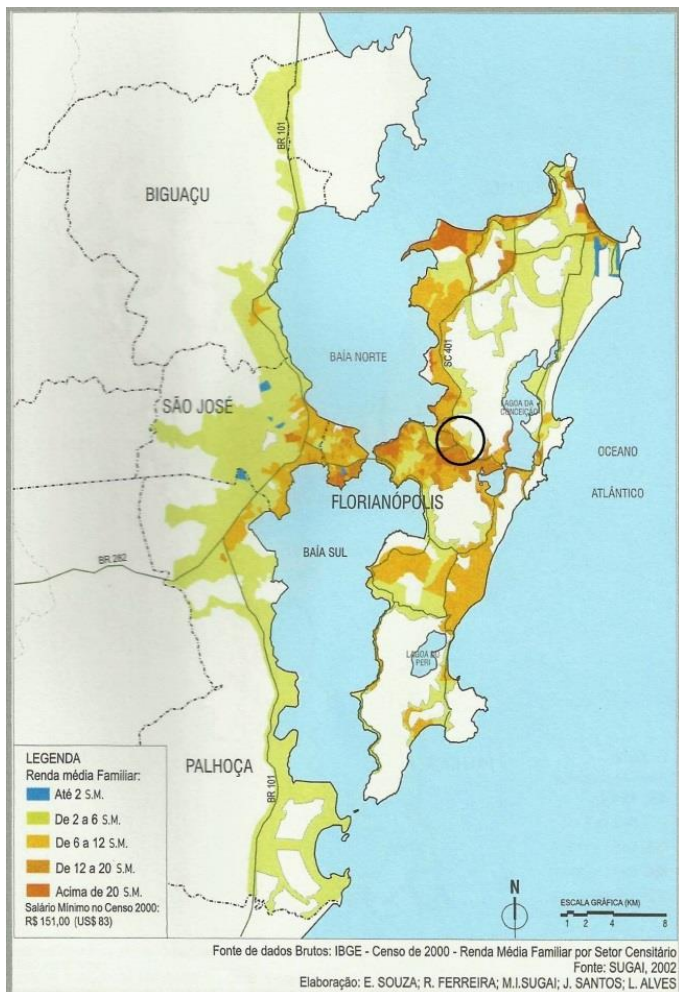 BR 101
BIGUAÇU
BAÍA NORTE
SC 401
SÃO JOSÉ
LAGOA DA
CONCEIÇÃO
OCEANO
ATLÂNTICO
FLORIANÓPOLIS
BAÍA SUL
BR 282
LAGOA DO
PERI
PALHOÇA
BR 101
LEGENDA
Renda média Familiar:
Até 2 S.M.
De 2 a 6 S.M.
De 6 a 12 S.M.
De 12 a 20 S.M.
Acima de 20 S.M.
Salário Mínimo no Censo 2000:
R$ 151,00 (US$ 83)
N
ESCALA GRÁFICA (KM)
1 2 4 8
Fonte de dados Brutos: IBGE - Censo de 2000 - Renda Média Familiar por Setor Censitário
Fonte: SUGAI, 2002
Elaboração: E. SOUZA; R. FERREIRA; M.I.SUGAI; J. SANTOS; L. ALVES